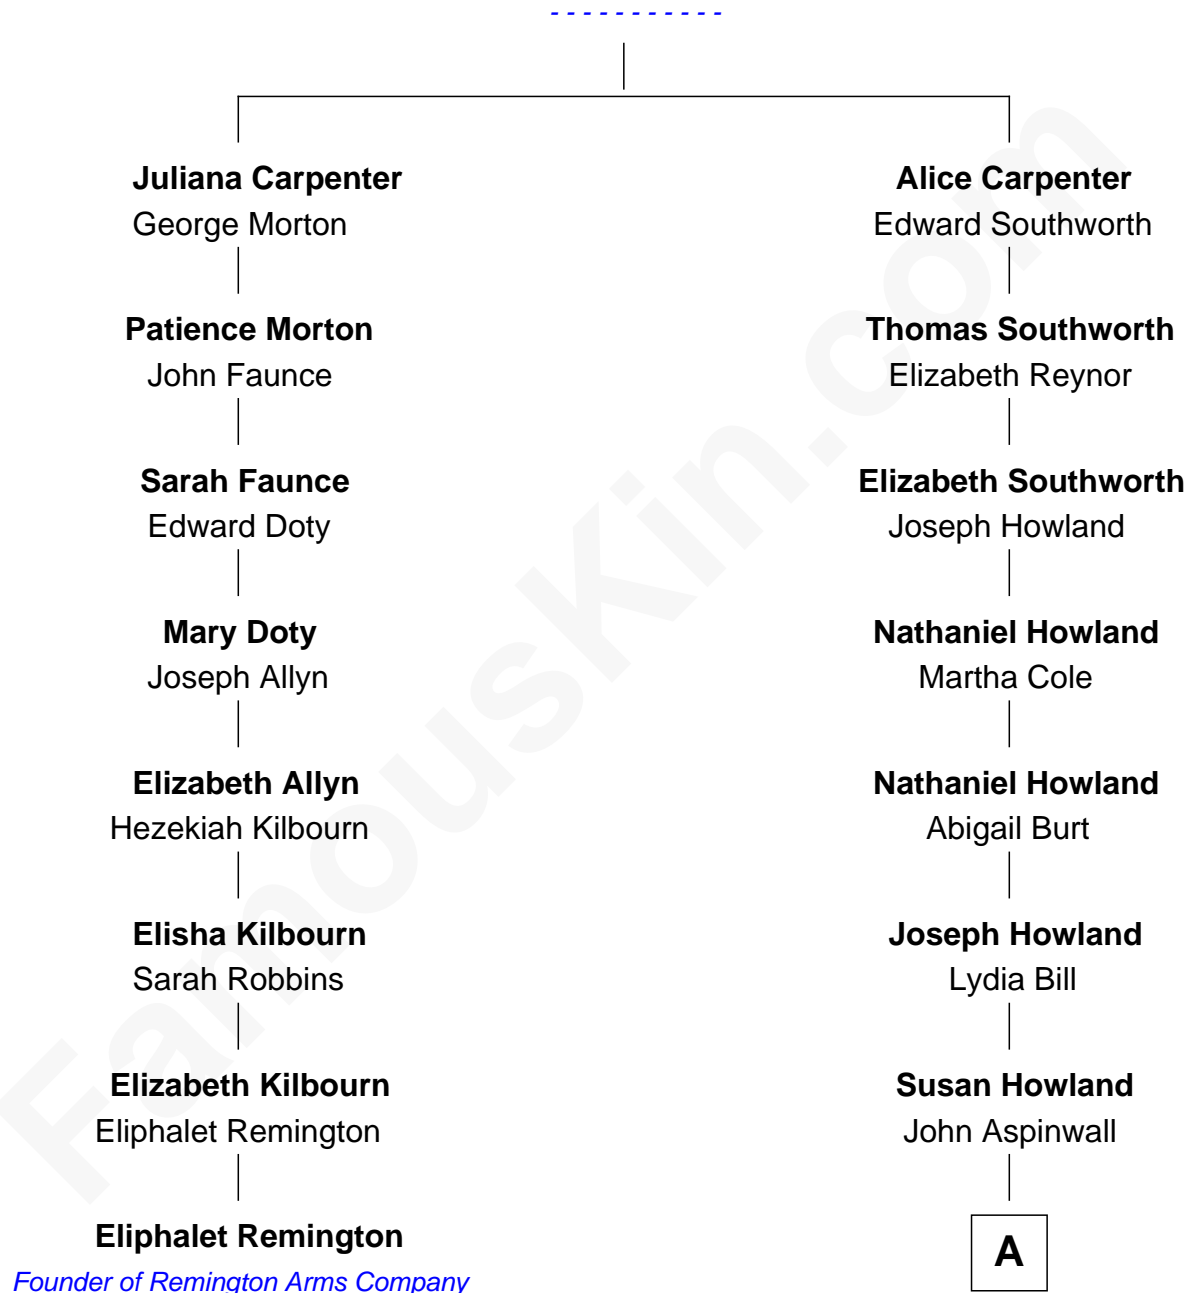 - - - - - - - - - - -
Juliana Carpenter
George Morton
Alice Carpenter
Edward Southworth
Patience Morton
John Faunce
Thomas Southworth
Elizabeth Reynor
Sarah Faunce
Edward Doty
Elizabeth Southworth
Joseph Howland
Mary Doty
Joseph Allyn
Nathaniel Howland
Martha Cole
Elizabeth Allyn
Hezekiah Kilbourn
Nathaniel Howland
Abigail Burt
Elisha Kilbourn
Sarah Robbins
Joseph Howland
Lydia Bill
Elizabeth Kilbourn
Eliphalet Remington
Susan Howland
John Aspinwall
Eliphalet Remington
Founder of Remington Arms Company
A
FamousKin.com